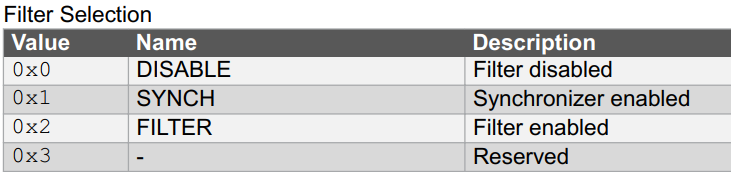 Filter Selection
Value Name Description
0x0 DISABLE Filter disabled
0x1 SYNCH Synchronizer enabled
0x2 FILTER Filter enabled
0x3 - Reserved